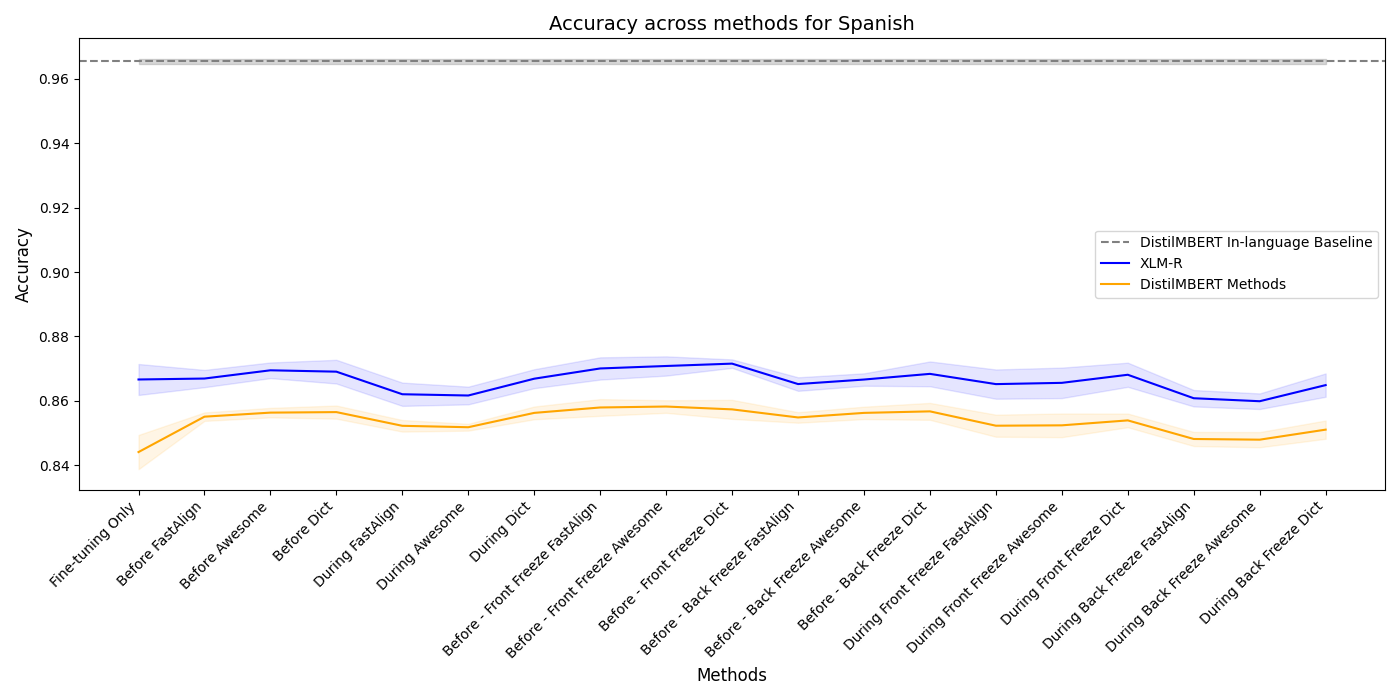 Accuracy across methods for Spanish
Accuracy
0.96
0.94
0.92
0.90
0.88
0.86
0.84
DistilMBERT In-language Baseline
XLM-R
DistilMBERT Methods
Fine-tuning Only
Before FastAlign
Before Awesome
Before Dict
During FastAlign
During Awesome
During Dict
Before - Front Freeze FastAlign
Before - Front Freeze Awesome
Before - Front Freeze Dict
Before - Back Freeze FastAlign
Before - Back Freeze Awesome
Before - Back Freeze Dict
During Front Freeze FastAlign
During Front Freeze Awesome
During Front Freeze Dict
During Back Freeze FastAlign
During Back Freeze Awesome
During Back Freeze Dict
Methods